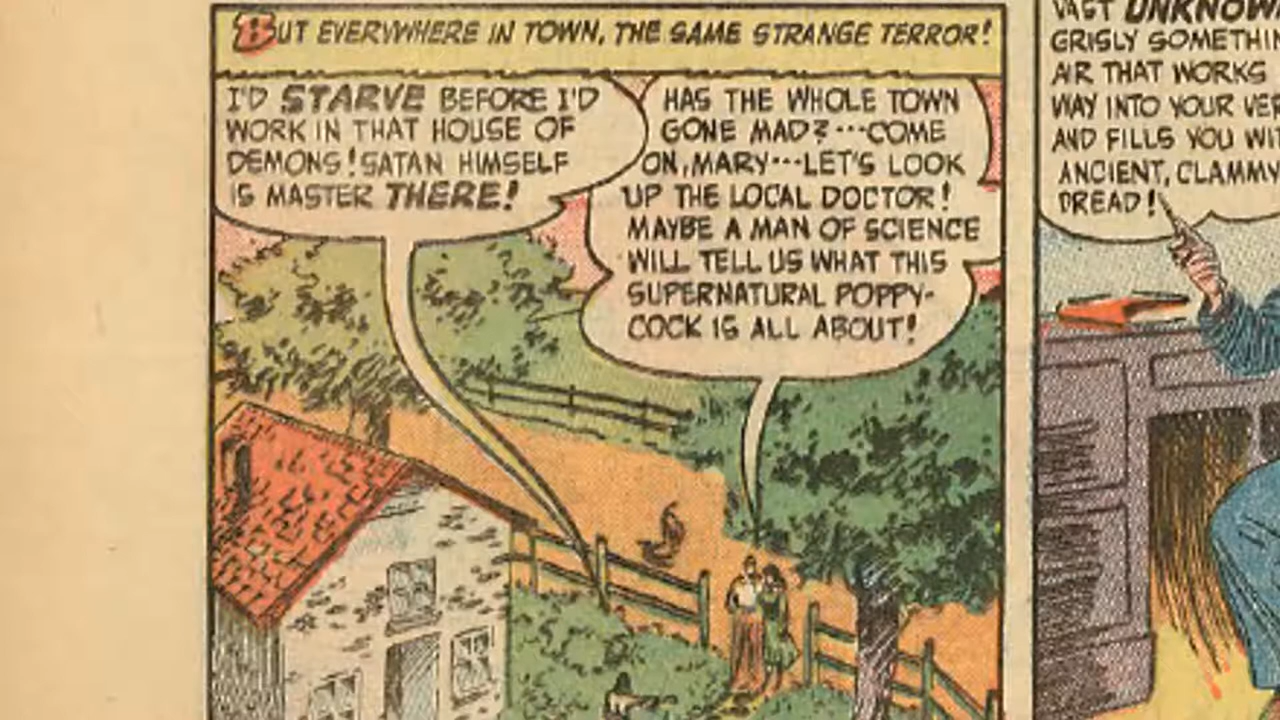 BUT EVERYWHERE IN TOWN, THE SAME STRANGE TERROR!
I'D STARVE BEFORE I'D
WORK IN THAT HOUSE OF
DEMONS! SATAN HIMSELF
IS MASTER THERE!
HAS THE WHOLE TOWN
GONE MAD?...COME
ON, MARY...LET'S LOOK
UP THE LOCAL DOCTOR!
MAYBE A MAN OF SCIENCE
WILL TELL US WHAT THIS
SUPERNATURAL POPPY-
COCK IS ALL ABOUT!
VAST UNKNOWN
GRISLY
AIR THAT WORKS
WAY INTO YOUR
AND FILLS YOU
ANCIENT, CLAMMY
DREAD!